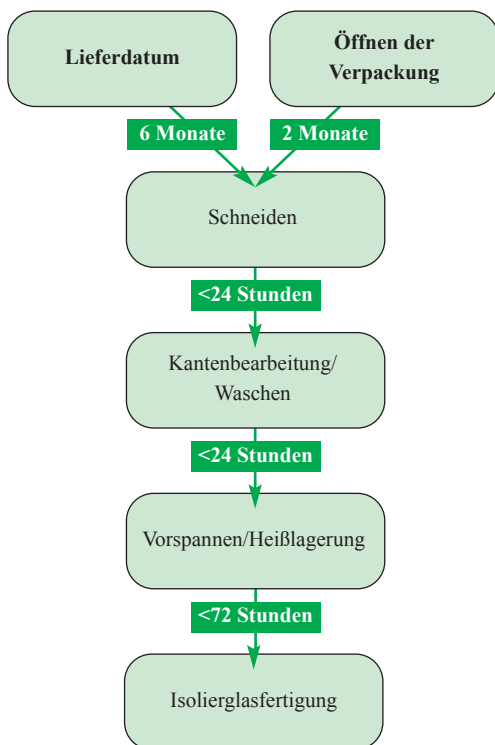 Lieferdatum
Öffnen der
Verpackung
6 Monate
2 Monate
Schneiden
<24 Stunden
Kantenbearbeitung/
Waschen
<24 Stunden
Vorspannen/Heißlagerung
<72 Stunden
Isolierglasfertigung